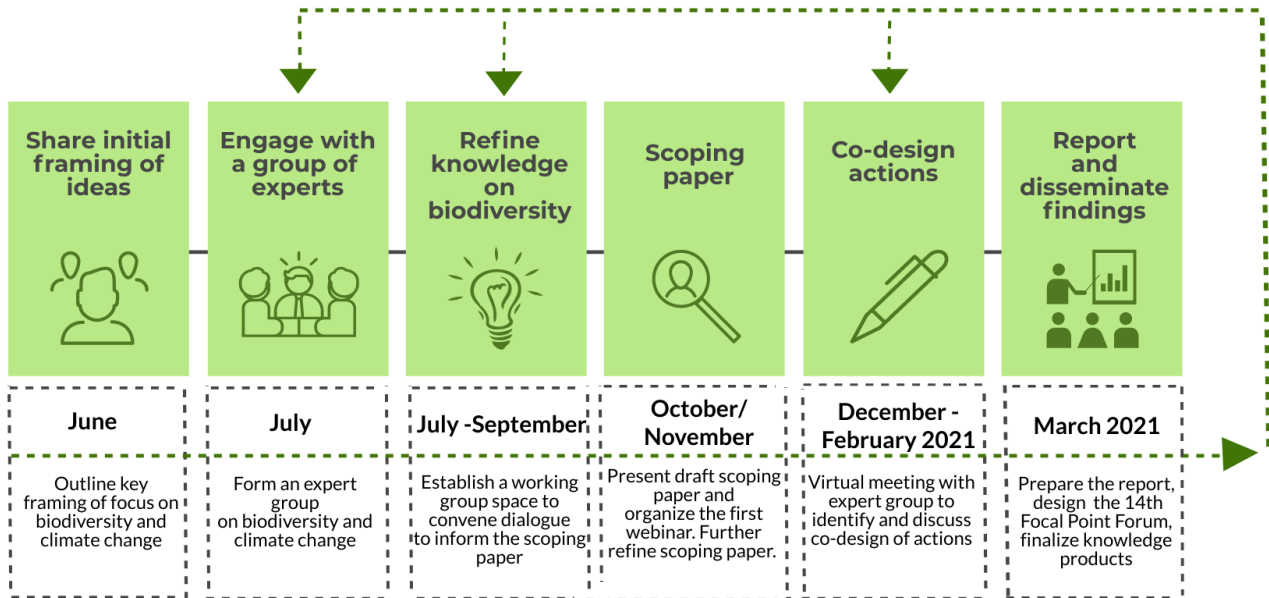 Share initial
framing of
ideas
Engage with
a group of
experts
Refine
knowledge
on
biodiversity
Scoping
paper
Co-design
actions
Report
and
disseminate
findings
June
July
July -September
October/
November
December -
February 2021
March 2021
Outline key
framing of focus on
biodiversity and
climate change
Form an expert
group
on biodiversity and
climate change
Establish a working
group space to
convene dialogue
to inform the scoping
paper
Present draft scoping
paper and
organize the first
webinar. Further
refine scoping paper.
Virtual meeting with
expert group to
identify and discuss
co-design of actions
Prepare the report,
design the 14th
Focal Point Forum,
finalize knowledge
products